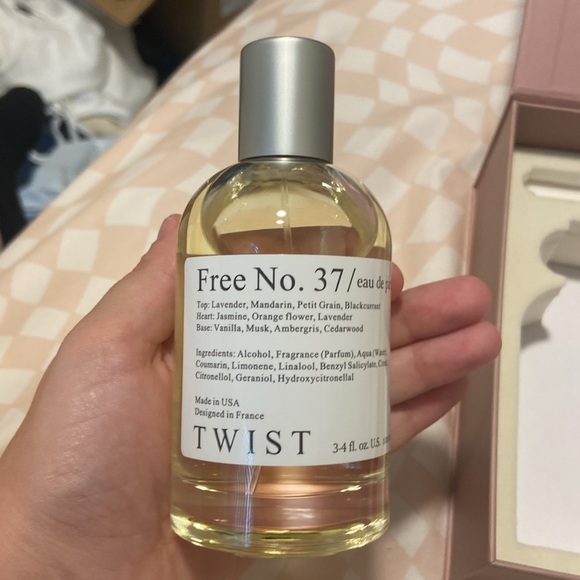 Free No. 37/eau de
Top: Lavender, Mandarin, Petit Grain, Blackcurrant
Heart: Jasmine, Orange flower, Lavender
Base: Vanilla, Musk, Ambergris, Cedarwood
Ingredients: Alcohol, Fragrance (Parfum), Aqua (Water),
Coumarin, Limonene, Linalool, Benzyl Salicylate,
Citronellol, Geraniol, Hydroxycitronellal
Made in USA
Designed in France
TWIST
3-4 fl. oz. U.S.